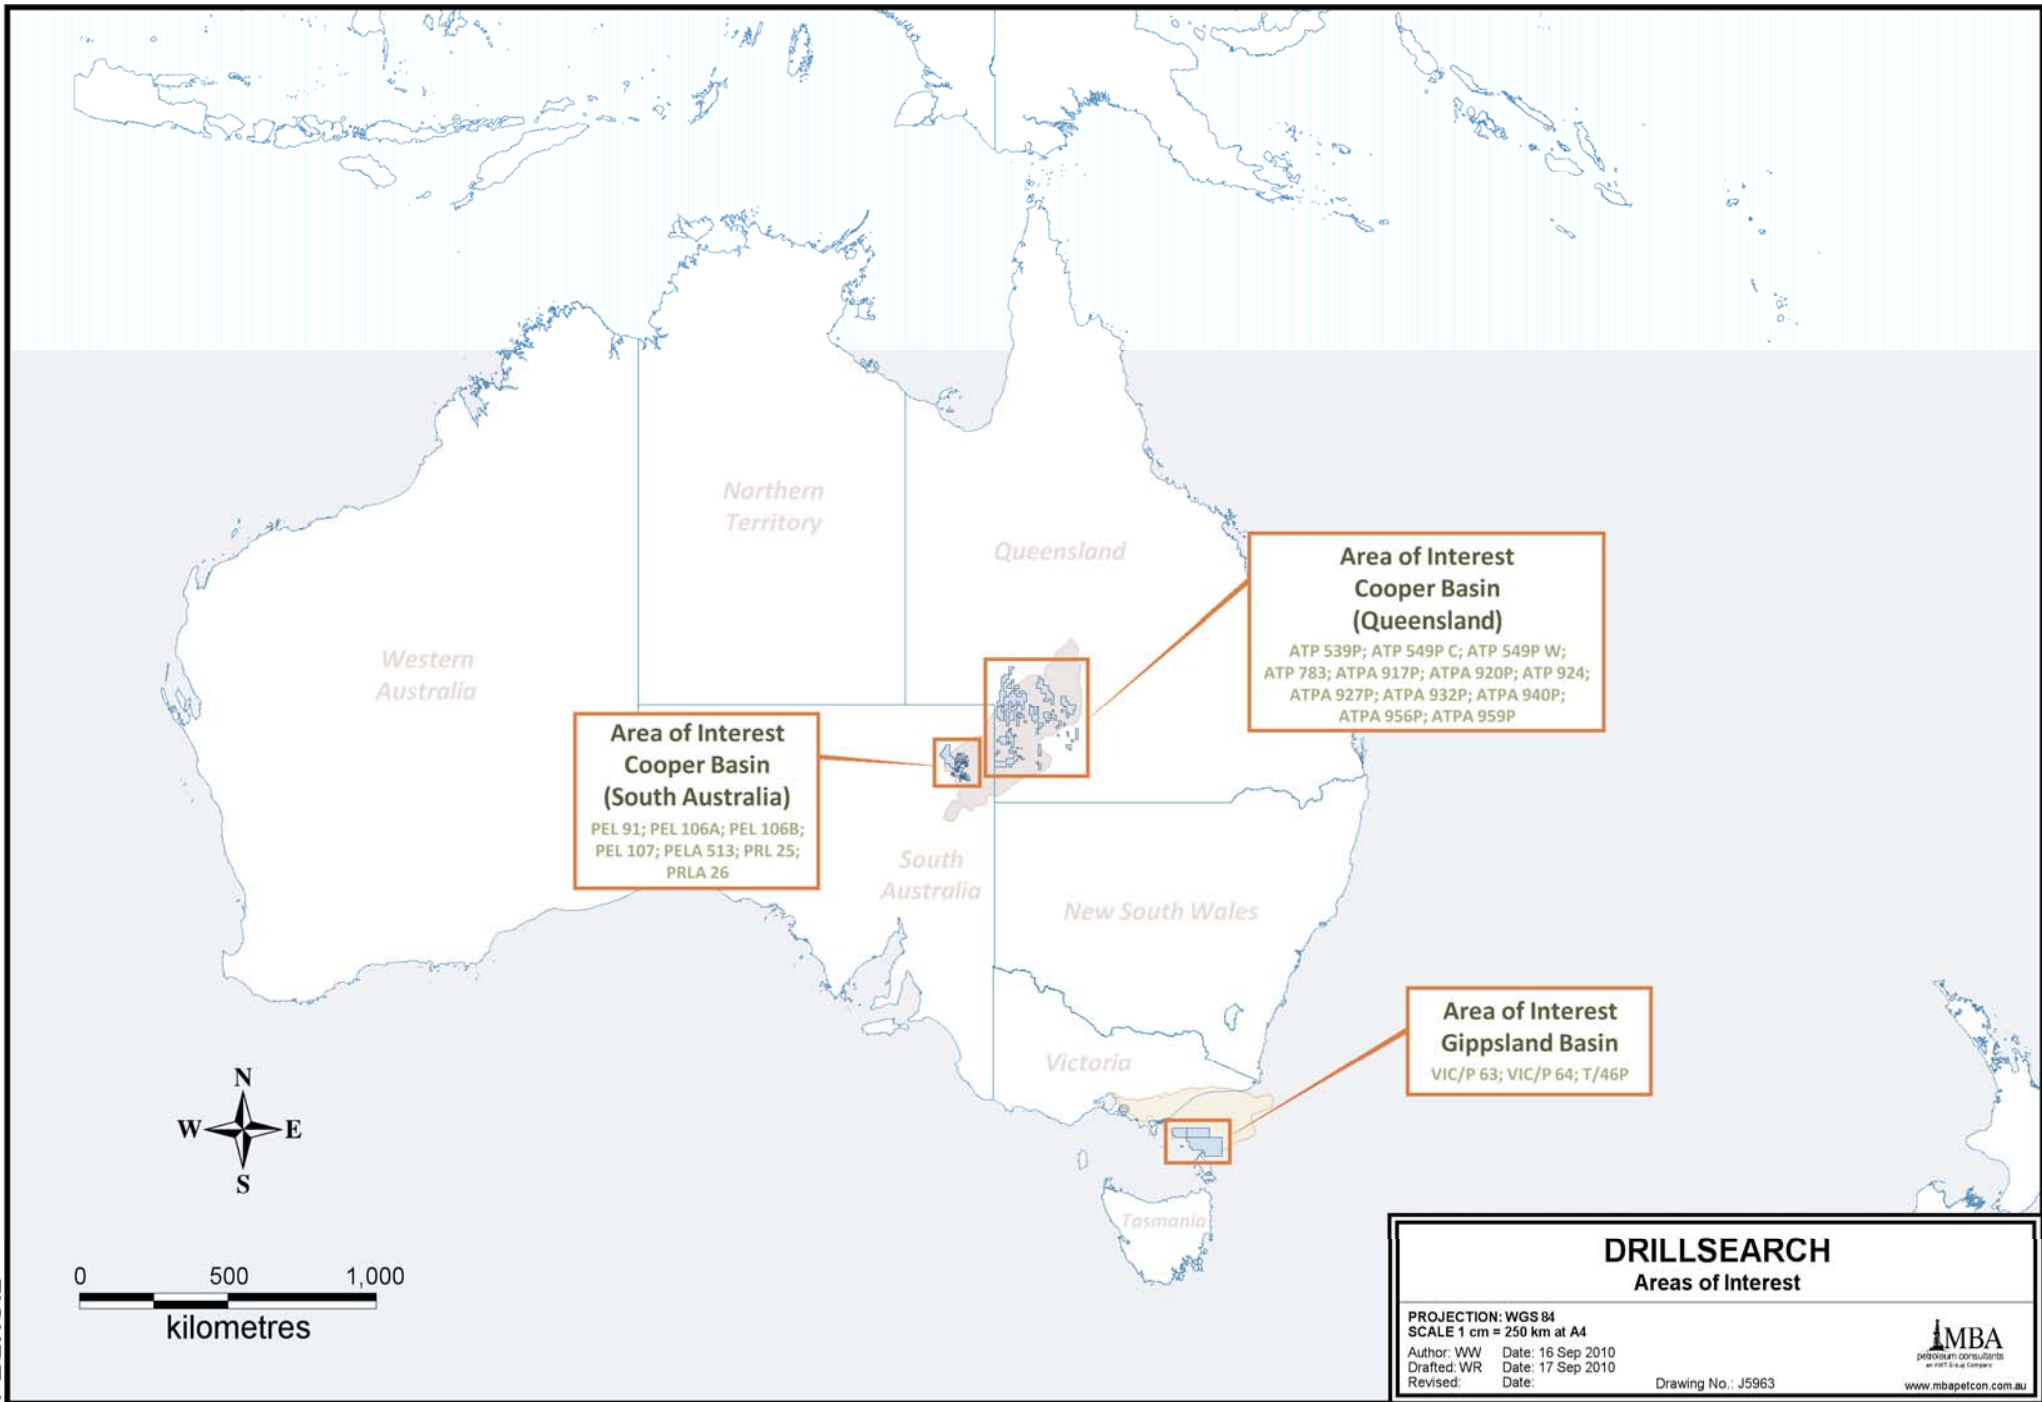 Northern
Territory
Queensland
Western
Australia
South
Australia
New South Wales
Victoria
Tasmania
Area of Interest
Cooper Basin
(Queensland)
ATP 539P; ATP 549P C; ATP 549P W;
ATP 783; ATPA 917P; ATPA 920P; ATP 924;
ATPA 927P; ATPA 932P; ATPA 940P;
ATPA 956P; ATPA 959P
Area of Interest
Cooper Basin
(South Australia)
PEL 91; PEL 106A; PEL 106B;
PEL 107; PELA 513; PRL 25;
PRLA 26
Area of Interest
Gippsland Basin
VIC/P 63; VIC/P 64; T/46P
N
W E
S
0 500 1,000
kilometres
DRILLSEARCH
Areas of Interest
PROJECTION: WGS 84
SCALE 1 cm = 250 km at A4
Author: WW Date: 16 Sep 2010
Drafted: WR Date: 17 Sep 2010
Revised: Date:
Drawing No.: J5963
MBA
petroleum consultants
an AWT Group Company
www.mbapetcon.com.au